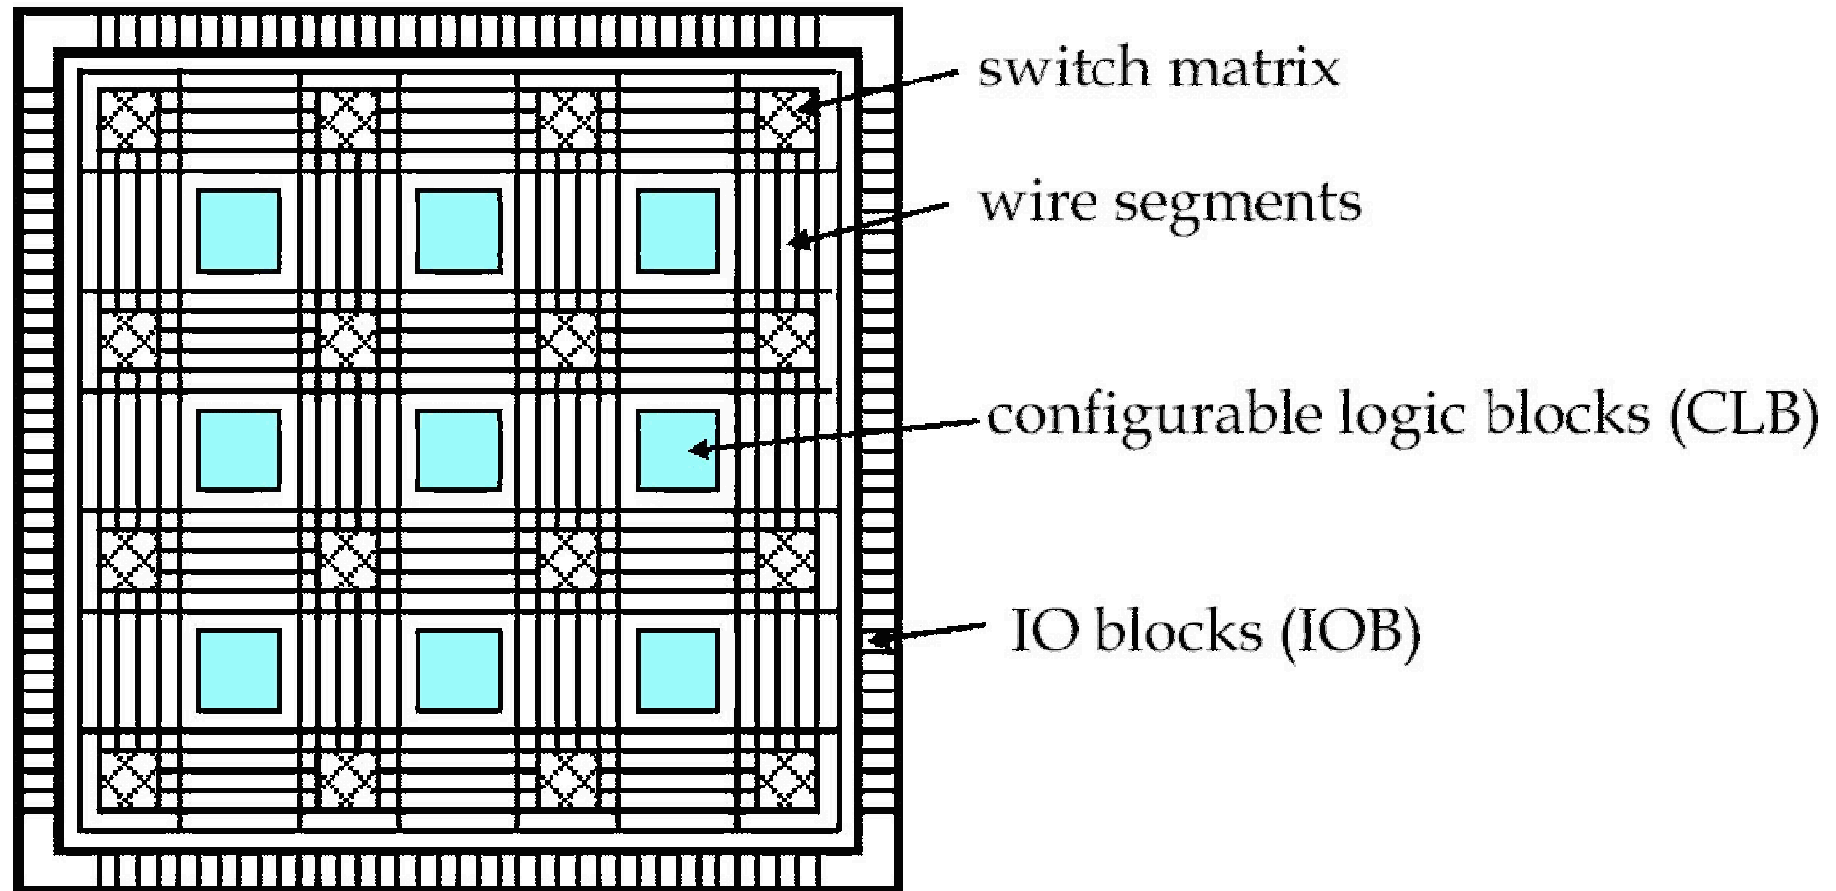 switch matrix
wire segments
configurable logic blocks (CLB)
IO blocks (IOB)